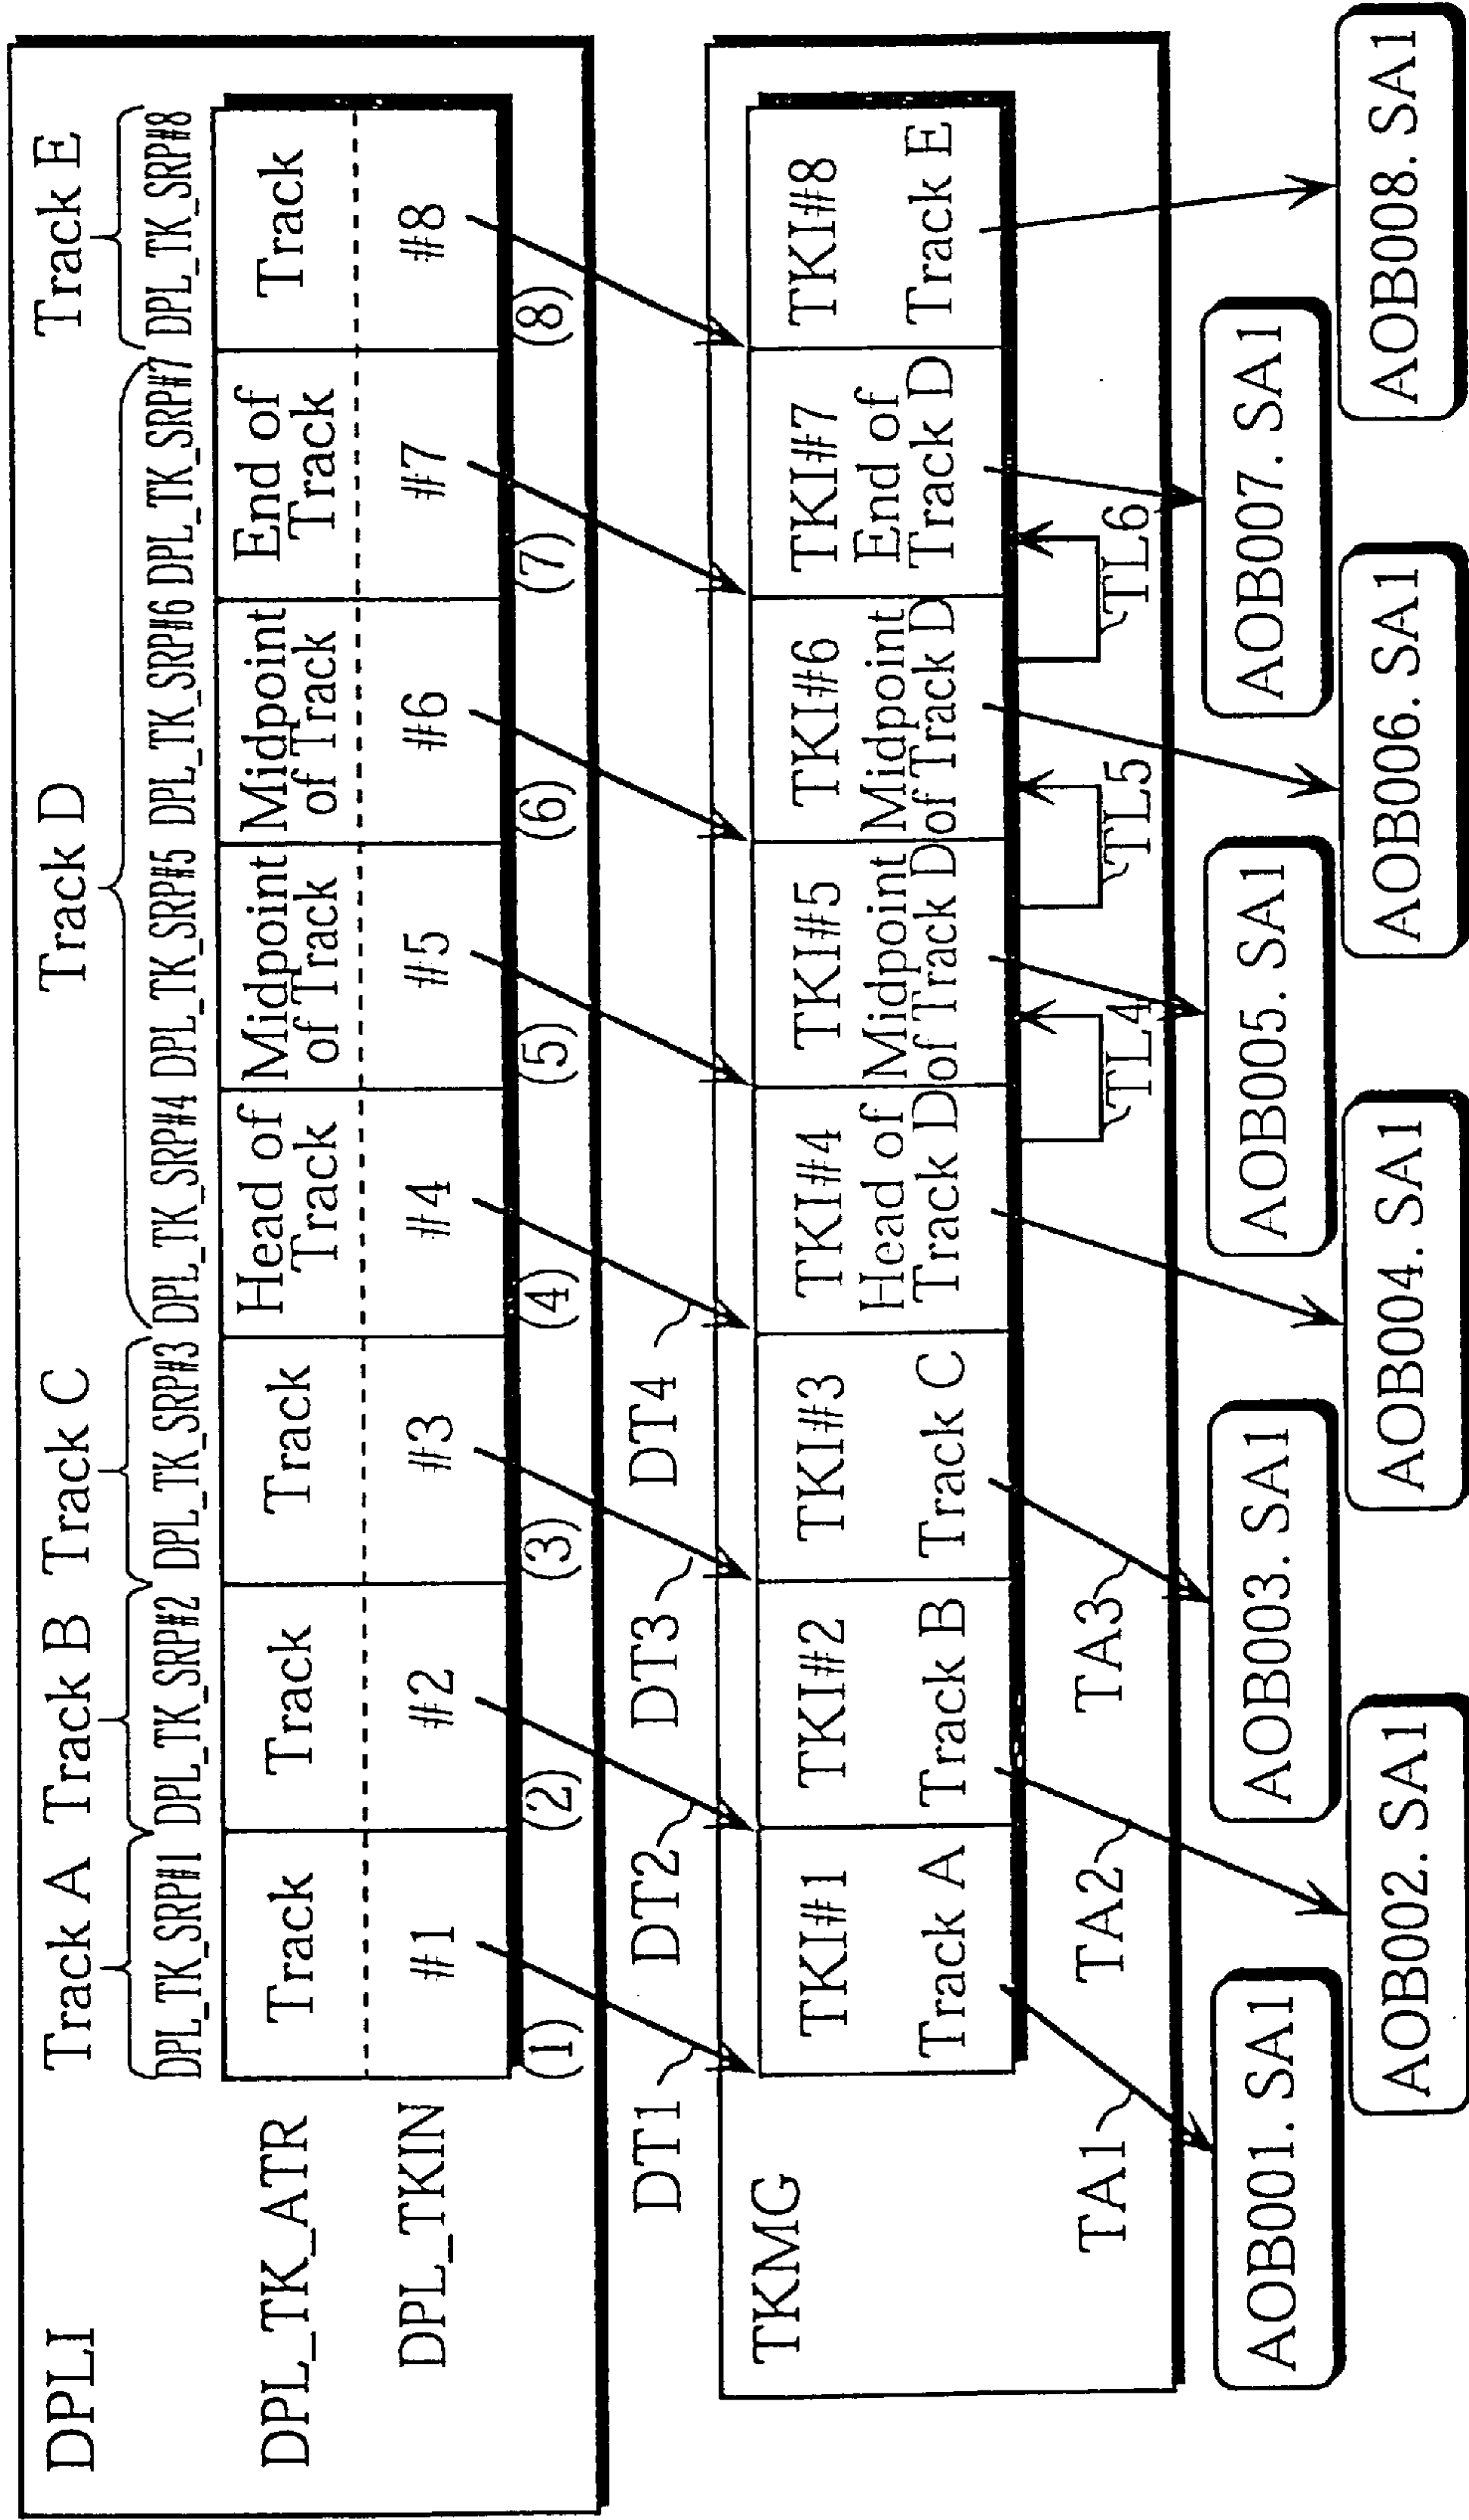 DPLI
Track A Track B Track C Track D Track E
DPL_TK_SRP#1 DPL_TK_SRP#2 DPL_TK_SRP#3 DPL_TK_SRP#4 DPL_TK_SRP#5 DPL_TK_SRP#6 DPL_TK_SRP#7 DPL_TK_SRP#8
DPL_TK_ATR
Track
Track
Track
Head of
Track
Midpoint
of Track
Midpoint
of Track
End of
Track
Track
DPL_TKIN
#1 #2 #3 #4 #5 #6 #7 #8
(1) (2) (3) (4) (5) (6) (7) (8)
DT1 DT2 DT3 DT4
TKMG
TKI#1
Track A
TKI#2
Track B
TKI#3
Track C
TKI#4
Head of
Track D
TKI#5
Midpoint
of Track D
TKI#6
Midpoint
of Track D
TKI#7
End of
Track D
TKI#8
Track E
TA1 TA2 TA3 TL4 TL5 TL6
AOB001. SA1
AOB003. SA1
AOB005. SA1
AOB007. SA1
AOB002. SA1
AOB004. SA1
AOB006. SA1
AOB008. SA1